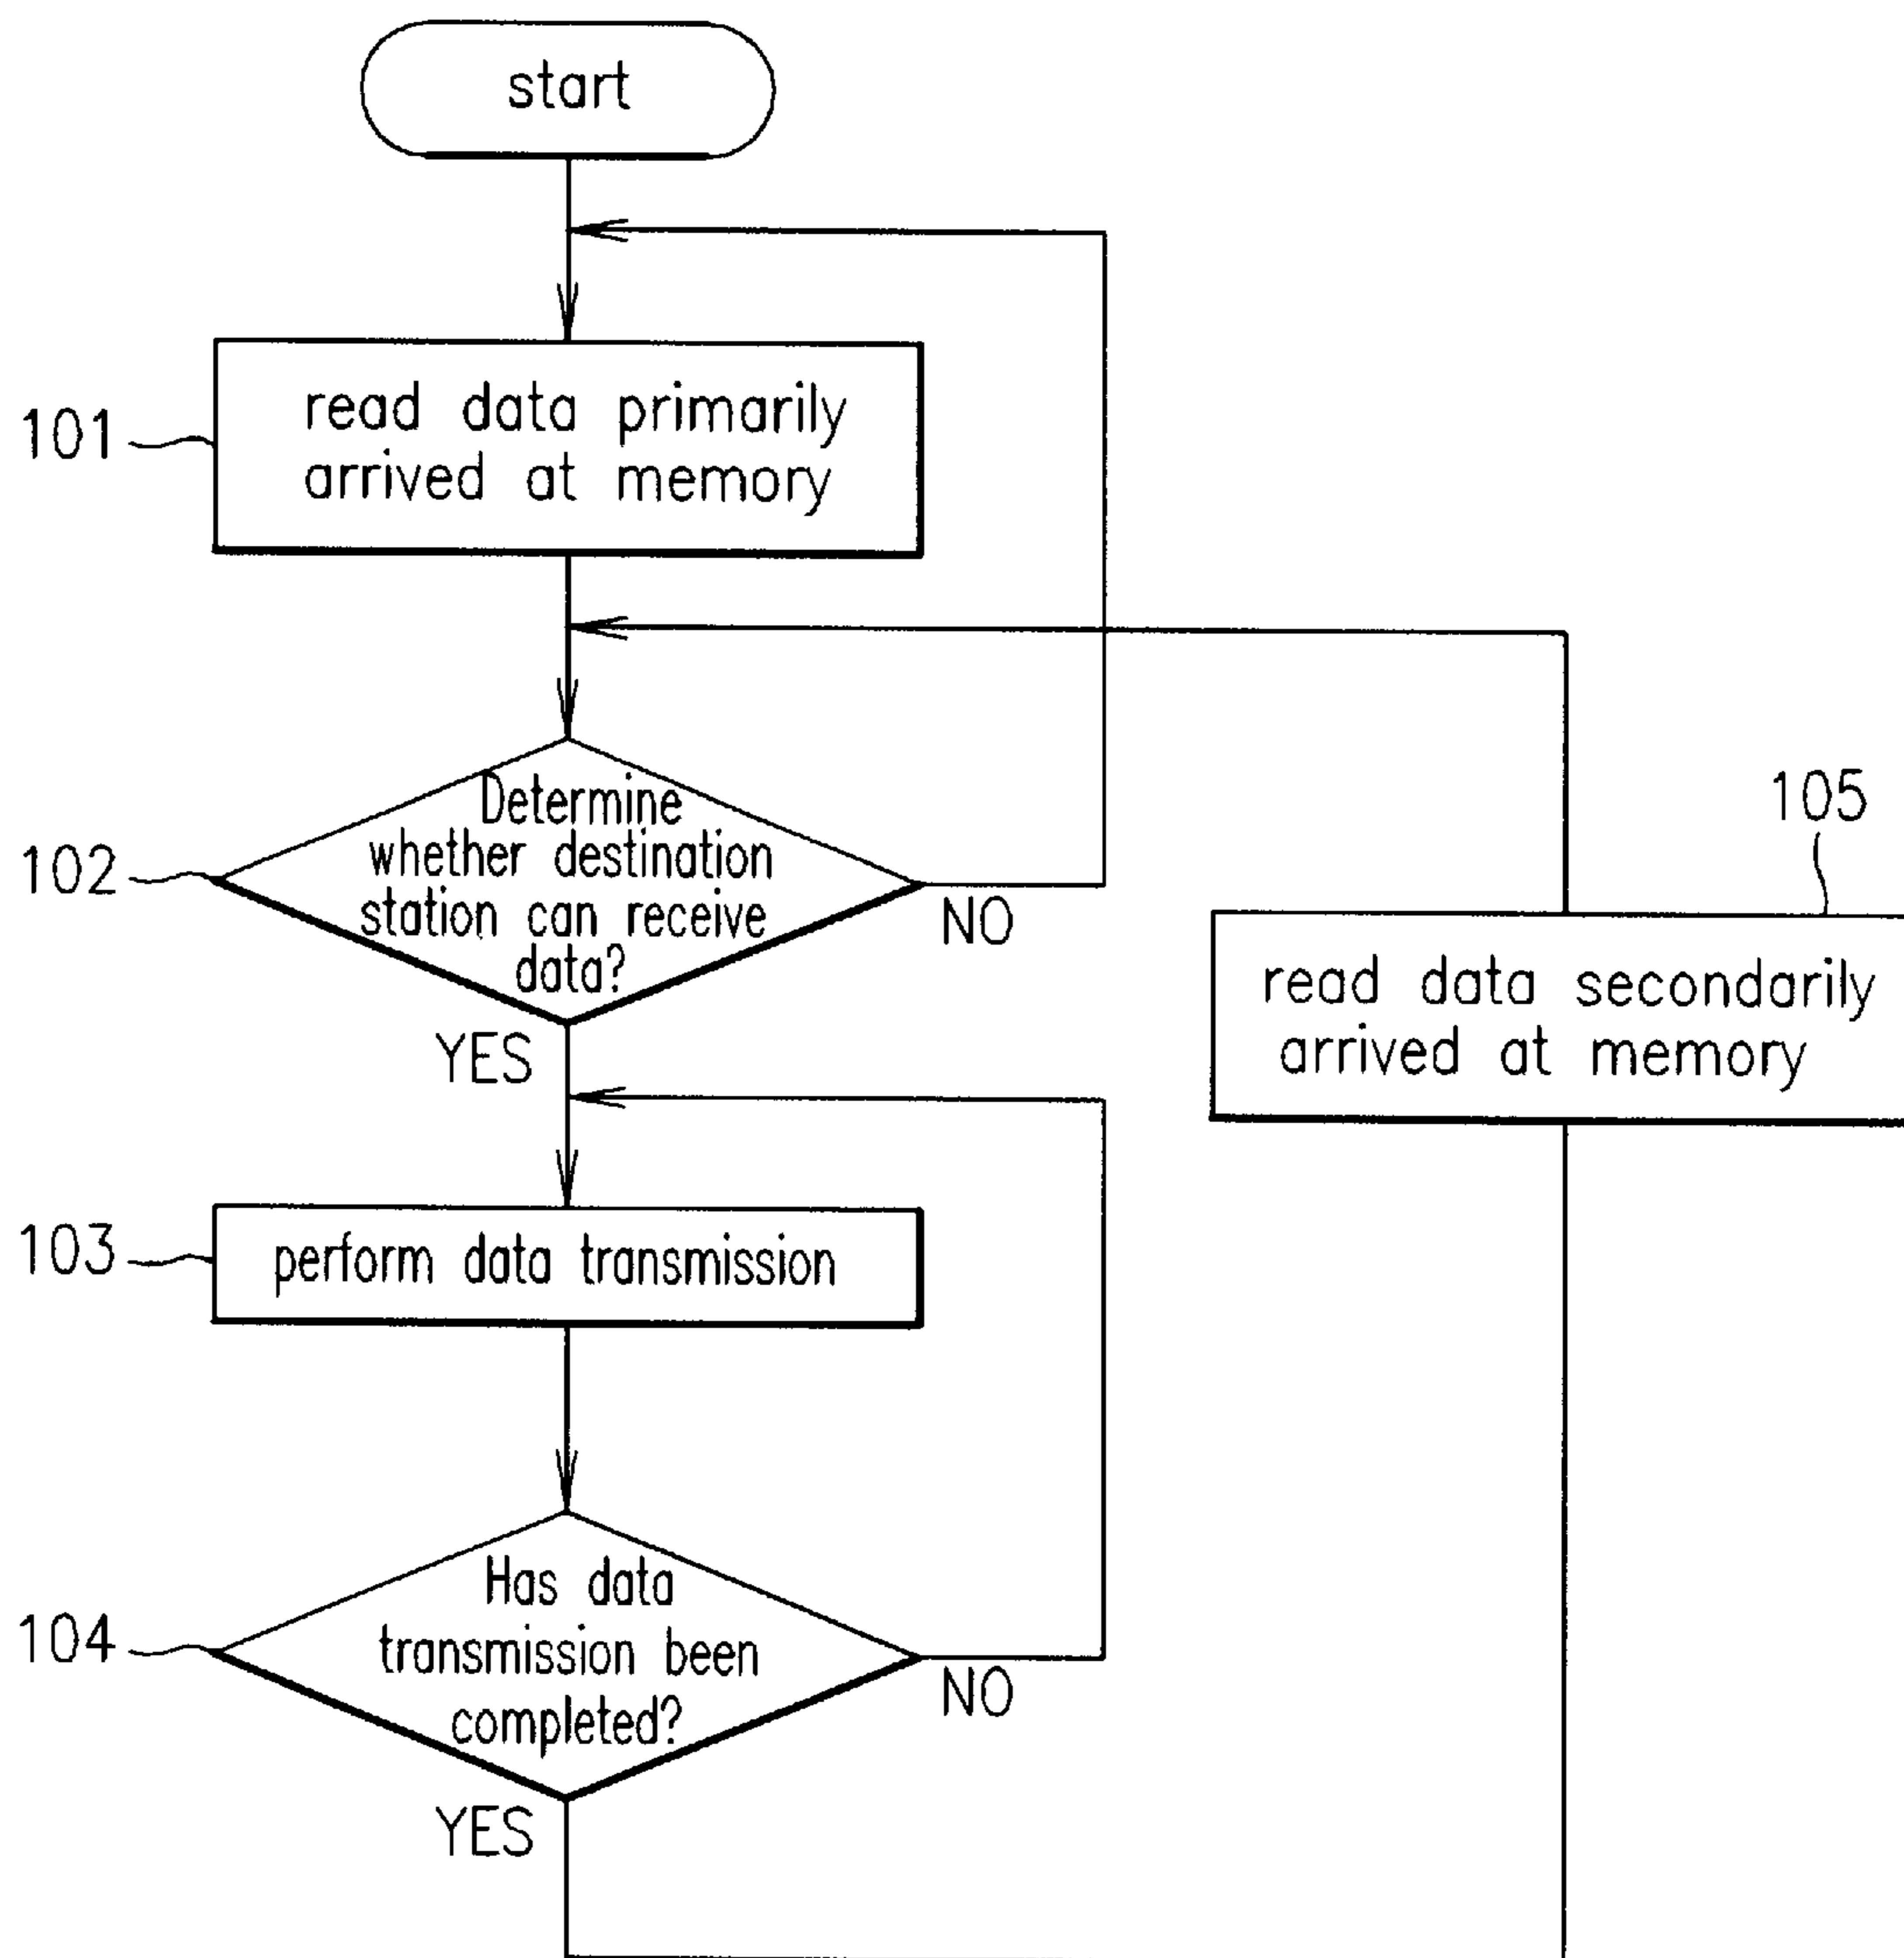 start
101
read data primarily
arrived at memory
102
Determine
whether destination
station can receive
data?
NO
YES
105
read data secondarily
arrived at memory
103
perform data transmission
104
Has data
transmission been
completed?
NO
YES